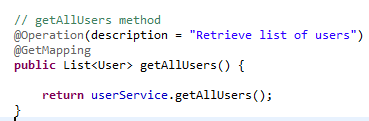 // getAllUsers method
@Operation(description = "Retrieve list of users")
@GetMapping
public List<User> getAllUsers() {
return userService.getAllUsers();
}